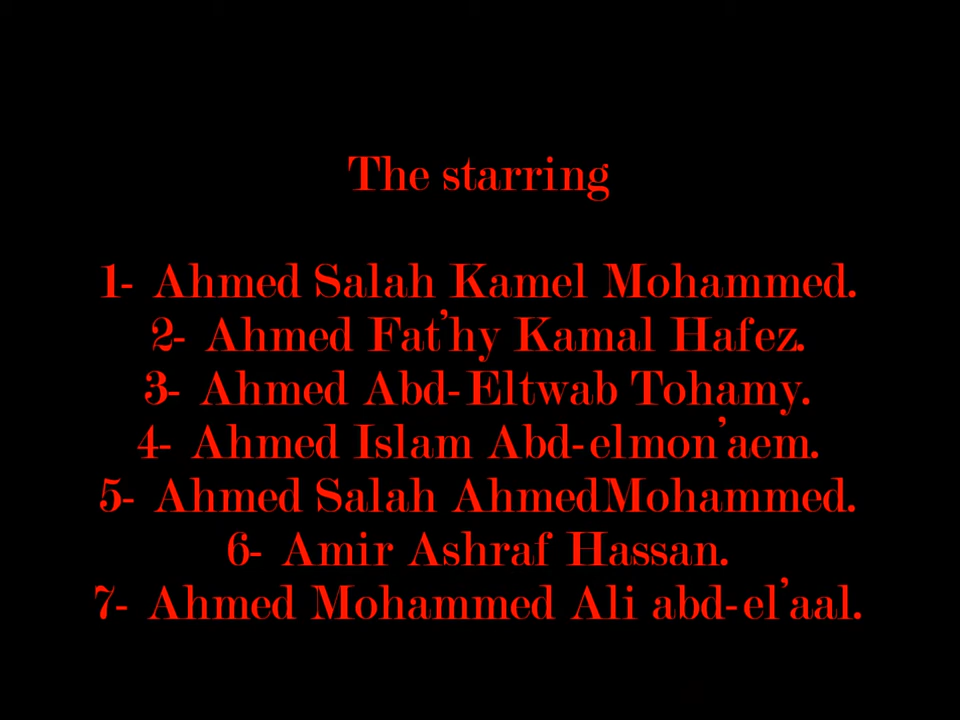 The starring
1- Ahmed Salah Kamel Mohammed.
2- Ahmed Fat'hy Kamal Hafez.
3- Ahmed Abd-Eltwab Tohamy.
4- Ahmed Islam Abd-elmon'aem.
5- Ahmed Salah AhmedMohammed.
6- Amir Ashraf Hassan.
7- Ahmed Mohammed Ali abd-el'aal.